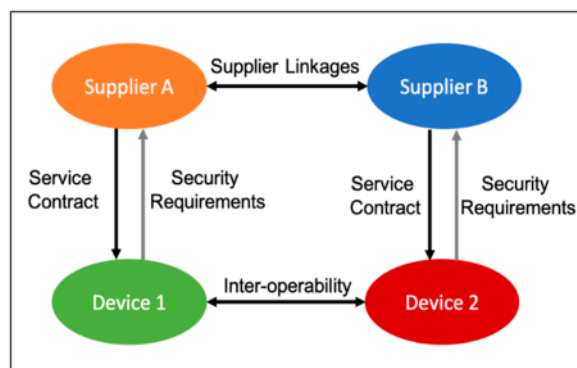 Supplier A
Supplier Linkages
Supplier B
Service
Contract
Security
Requirements
Service
Contract
Security
Requirements
Device 1
Inter-operability
Device 2